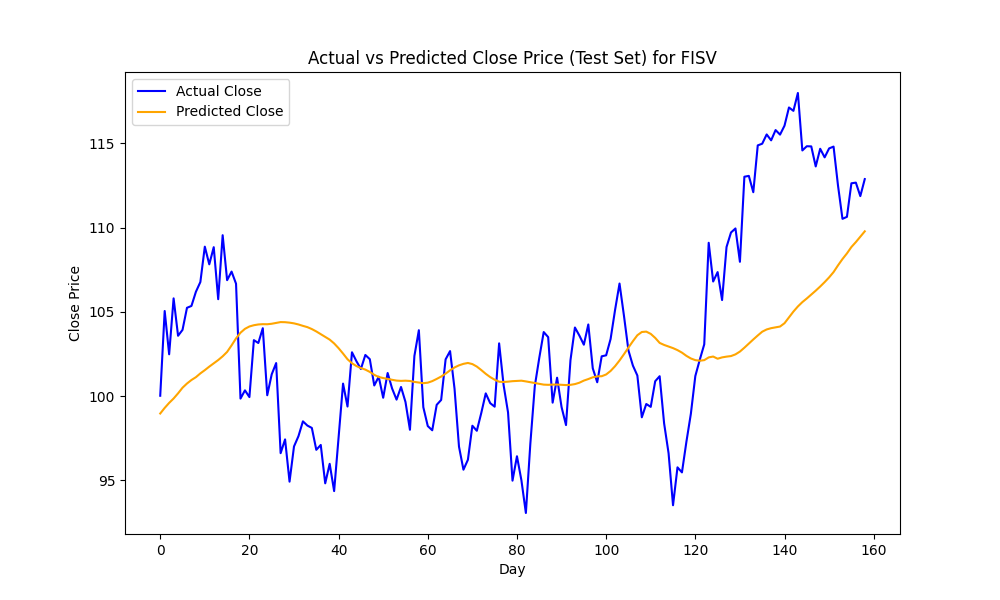 Actual vs Predicted Close Price (Test Set) for FISV
Actual Close
Predicted Close
115
110
105
100
95
Close Price
0 20 40 60 80 100 120 140 160
Day